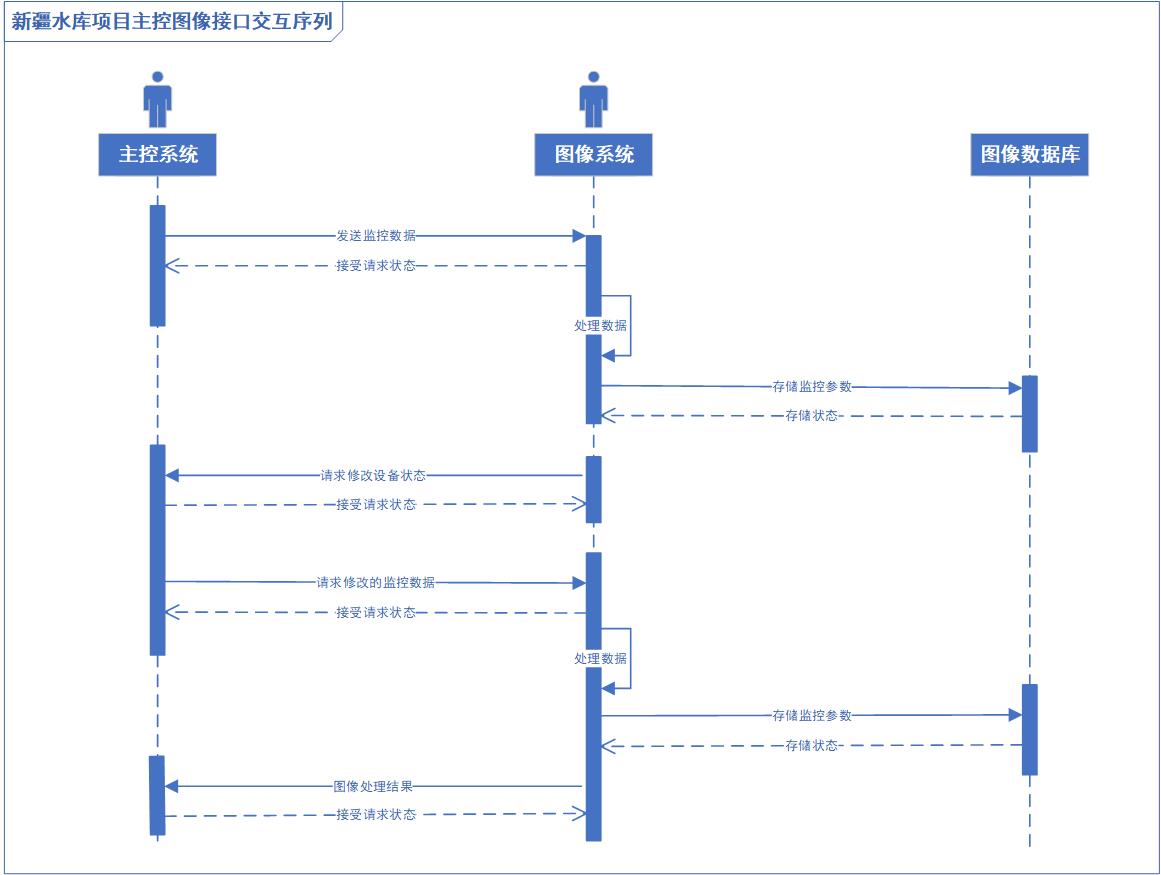 新疆水库项目主控图像接口交互序列
主控系统
图像系统
图像数据库
发送监控数据
接受请求状态
处理数据
存储监控参数
存储状态
请求修改设备状态
接受请求状态
请求修改的监控数据
接受请求状态
处理数据
存储监控参数
存储状态
图像处理结果
接受请求状态